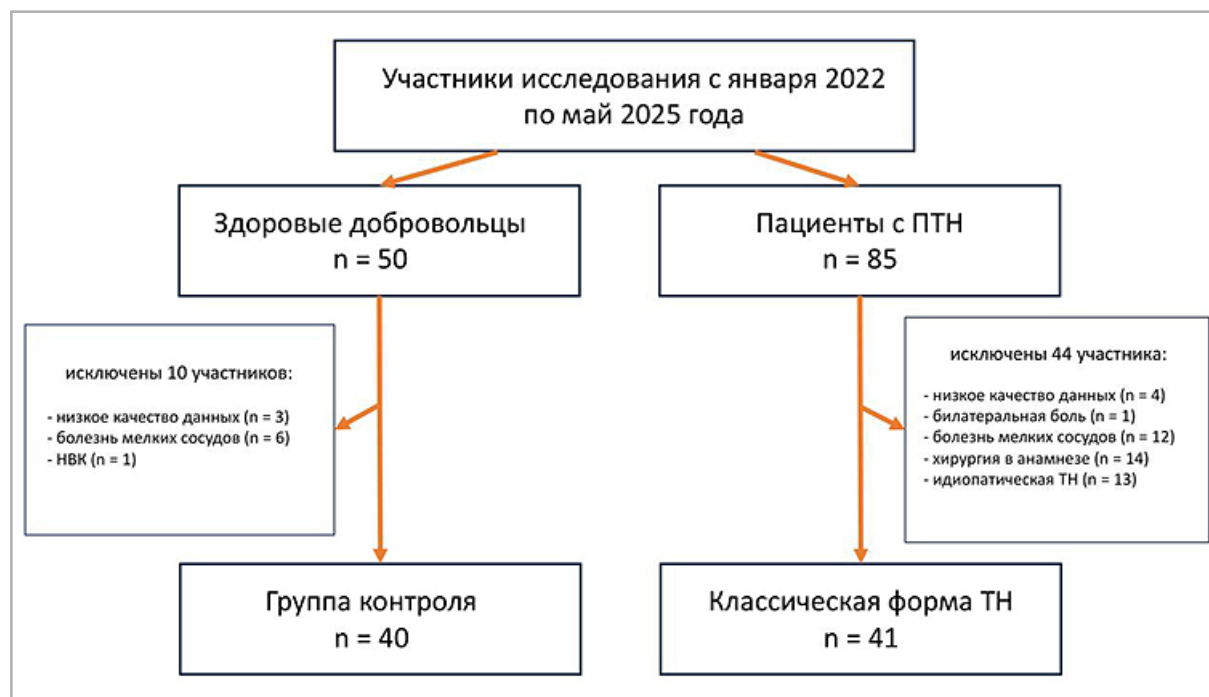 Участники исследования с января 2022
по май 2025 года
Здоровые добровольцы
n = 50
Пациенты с ПТН
n = 85
исключены 10 участников:
- низкое качество данных (n = 3)
- болезнь мелких сосудов (n = 6)
- НВК (n = 1)
исключены 44 участника:
- низкое качество данных (n = 4)
- билатеральная боль (n = 1)
- болезнь мелких сосудов (n = 12)
- хирургия в анамнезе (n = 14)
- идиопатическая ТН (n = 13)
Группа контроля
n = 40
Классическая форма ТН
n = 41